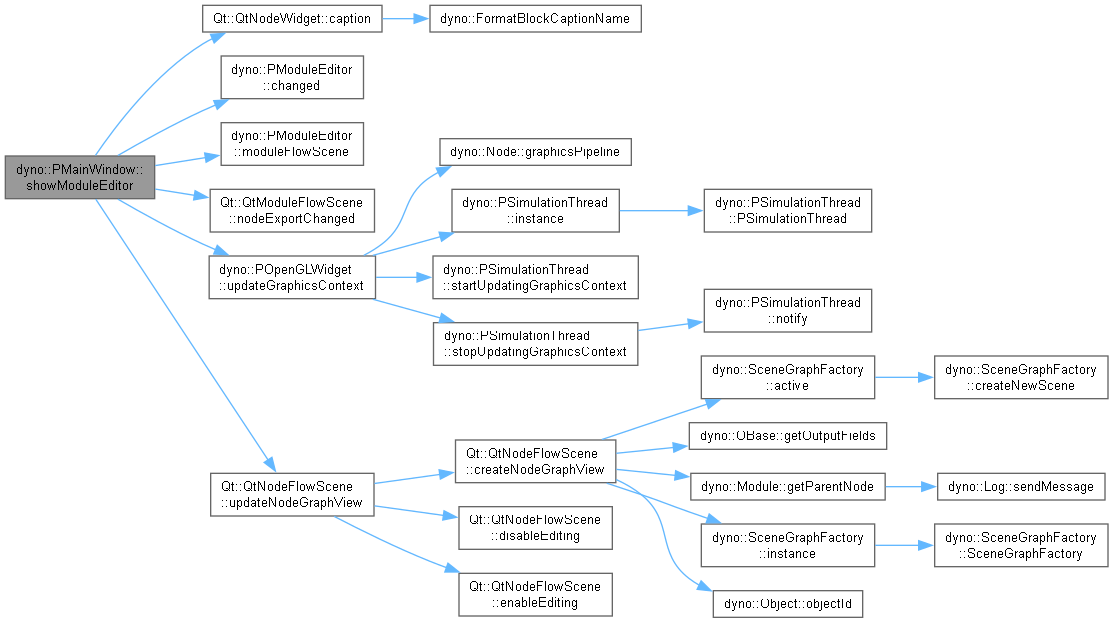 Qt::QtNodeWidget::caption
dyno::FormatBlockCaptionName
dyno::PModuleEditor
::changed
dyno::PModuleEditor
::moduleFlowScene
dyno::PMainWindow::
showModuleEditor
Qt::QtModuleFlowScene
::nodeExportChanged
dyno::POpenGLWidget
::updateGraphicsContext
dyno::Node::graphicsPipeline
dyno::PSimulationThread
::instance
dyno::PSimulationThread
::PSimulationThread
dyno::PSimulationThread
::startUpdatingGraphicsContext
dyno::PSimulationThread
::stopUpdatingGraphicsContext
dyno::PSimulationThread
::notify
Qt::QtNodeFlowScene
::updateNodeGraphView
Qt::QtNodeFlowScene
::createNodeGraphView
dyno::SceneGraphFactory
::active
dyno::SceneGraphFactory
::createNewScene
dyno::OBase::getOutputFields
dyno::Module::getParentNode
dyno::Log::sendMessage
dyno::SceneGraphFactory
::instance
dyno::SceneGraphFactory
::SceneGraphFactory
dyno::Object::objectId
Qt::QtNodeFlowScene
::disableEditing
Qt::QtNodeFlowScene
::enableEditing